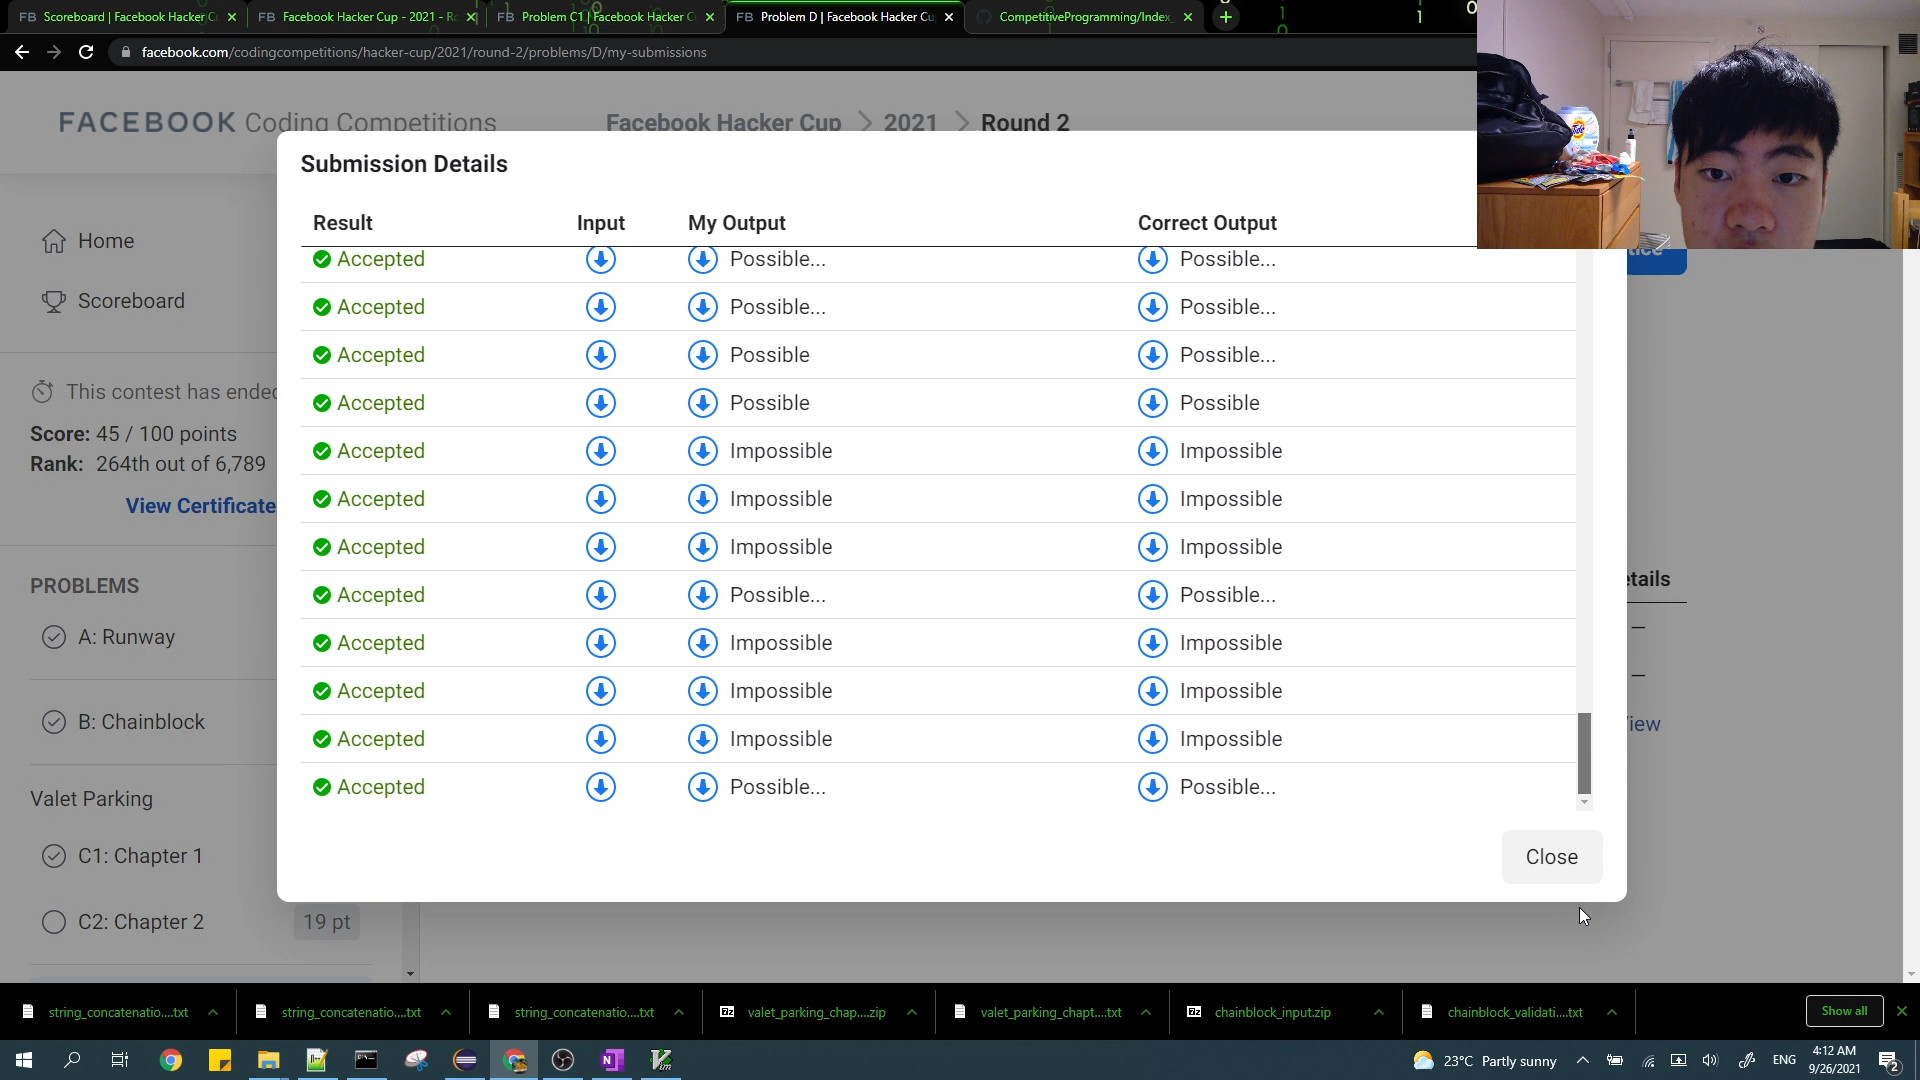 Scoreboard | Facebook Hacker C
Facebook Hacker Cup - 2021 - Ro
Problem C1 | Facebook Hacker C
Problem D | Facebook Hacker Cu
CompetitiveProgramming/Index_
facebook.com/codingcompetitions/hacker-cup/2021/round-2/problems/D/my-submissions
FACEBOOK Coding Competitions
Facebook Hacker Cup > 2021 > Round 2
Submission Details
Result Input My Output Correct Output
Accepted Possible... Possible...
Accepted Possible... Possible...
Accepted Possible Possible...
Accepted Possible Possible
Accepted Impossible Impossible
Accepted Impossible Impossible
Accepted Impossible Impossible
Accepted Possible... Possible...
Accepted Impossible Impossible
Accepted Impossible Impossible
Accepted Impossible Impossible
Accepted Possible... Possible...
Close
Home
Scoreboard
This contest has ended
Score: 45 / 100 points
Rank: 264th out of 6,789
View Certificate
PROBLEMS
A: Runway
B: Chainblock
Valet Parking
C1: Chapter 1
C2: Chapter 2 19 pt
etails
iew
Tide
string_concatenatio....txt
string_concatenatio....txt
string_concatenatio....txt
valet_parking_chap....zip
valet_parking_chapt....txt
chainblock_input.zip
chainblock_validati....txt
Show all
23°C Partly sunny
ENG
4:12 AM
9/26/2021
2